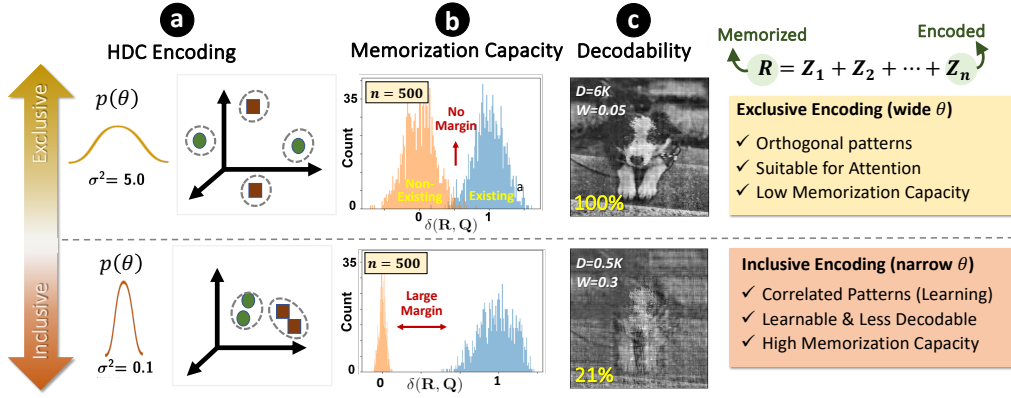 a
HDC Encoding
b
Memorization Capacity
c
Decodability
Memorized
Encoded
R = Z₁ + Z₂ + ⋯ + Zₙ
Exclusive
Inclusive
p(θ)
σ² = 5.0
35
Count
0
n = 500
No
Margin
Non-
Existing
Existing
a
0
1
δ(R, Q)
D=6K
W=0.05
100%
Exclusive Encoding (wide θ)
✓ Orthogonal patterns
✓ Suitable for Attention
✓ Low Memorization Capacity
p(θ)
σ² = 0.1
35
Count
0
n = 500
Large
Margin
0
1
δ(R, Q)
D=0.5K
W=0.3
21%
Inclusive Encoding (narrow θ)
✓ Correlated Patterns (Learning)
✓ Learnable & Less Decodable
✓ High Memorization Capacity